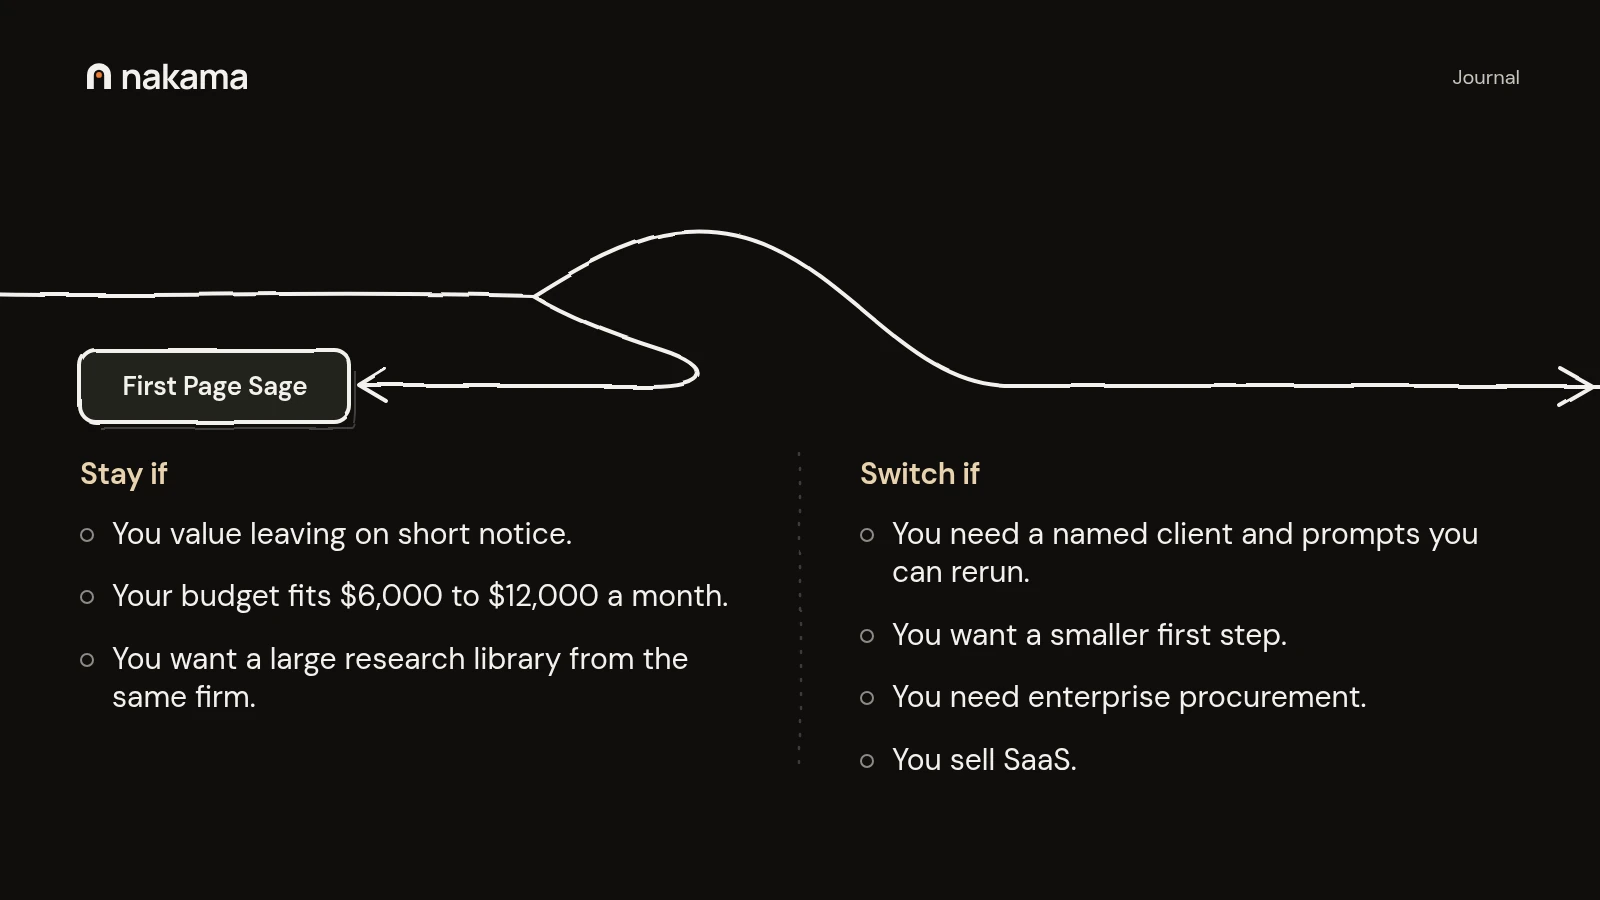 nakama
Journal
First Page Sage
Stay if
You value leaving on short notice.
Your budget fits $6,000 to $12,000 a month.
You want a large research library from the
same firm.
Switch if
You need a named client and prompts you
can rerun.
You want a smaller first step.
You need enterprise procurement.
You sell SaaS.